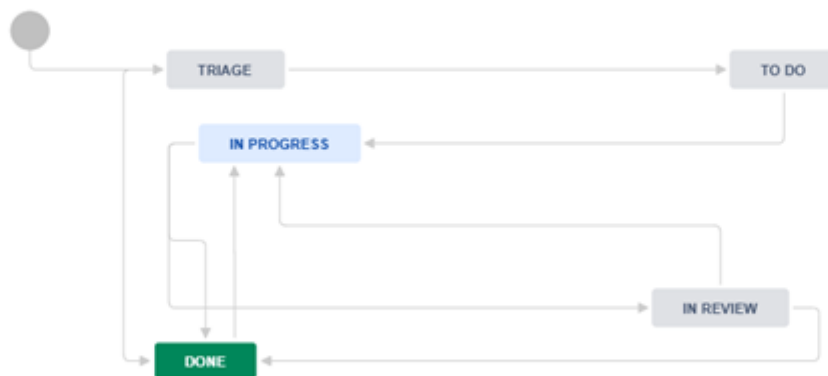 TRIAGE
TO DO
IN PROGRESS
IN REVIEW
DONE